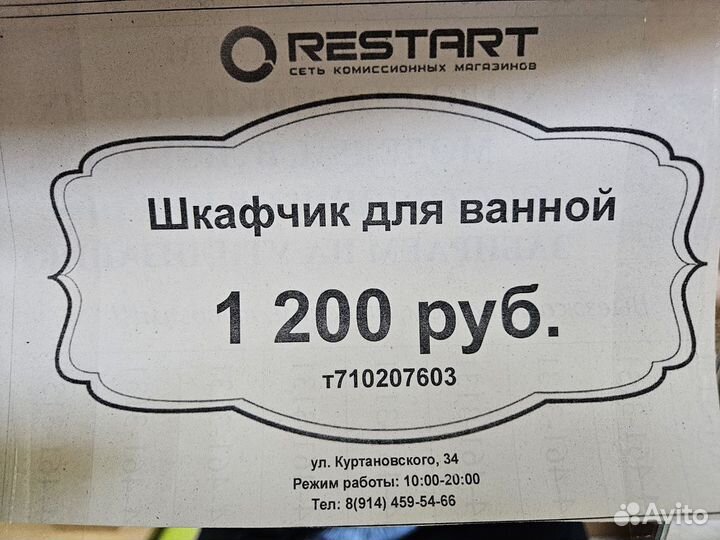 RESTART
СЕТЬ КОМИССИОННЫХ МАГАЗИНОВ
Шкафчик для ванной
1 200 руб.
т710207603
ул. Куртановского, 34
Режим работы: 10:00-20:00
Тел: 8(914) 459-54-66
Avito